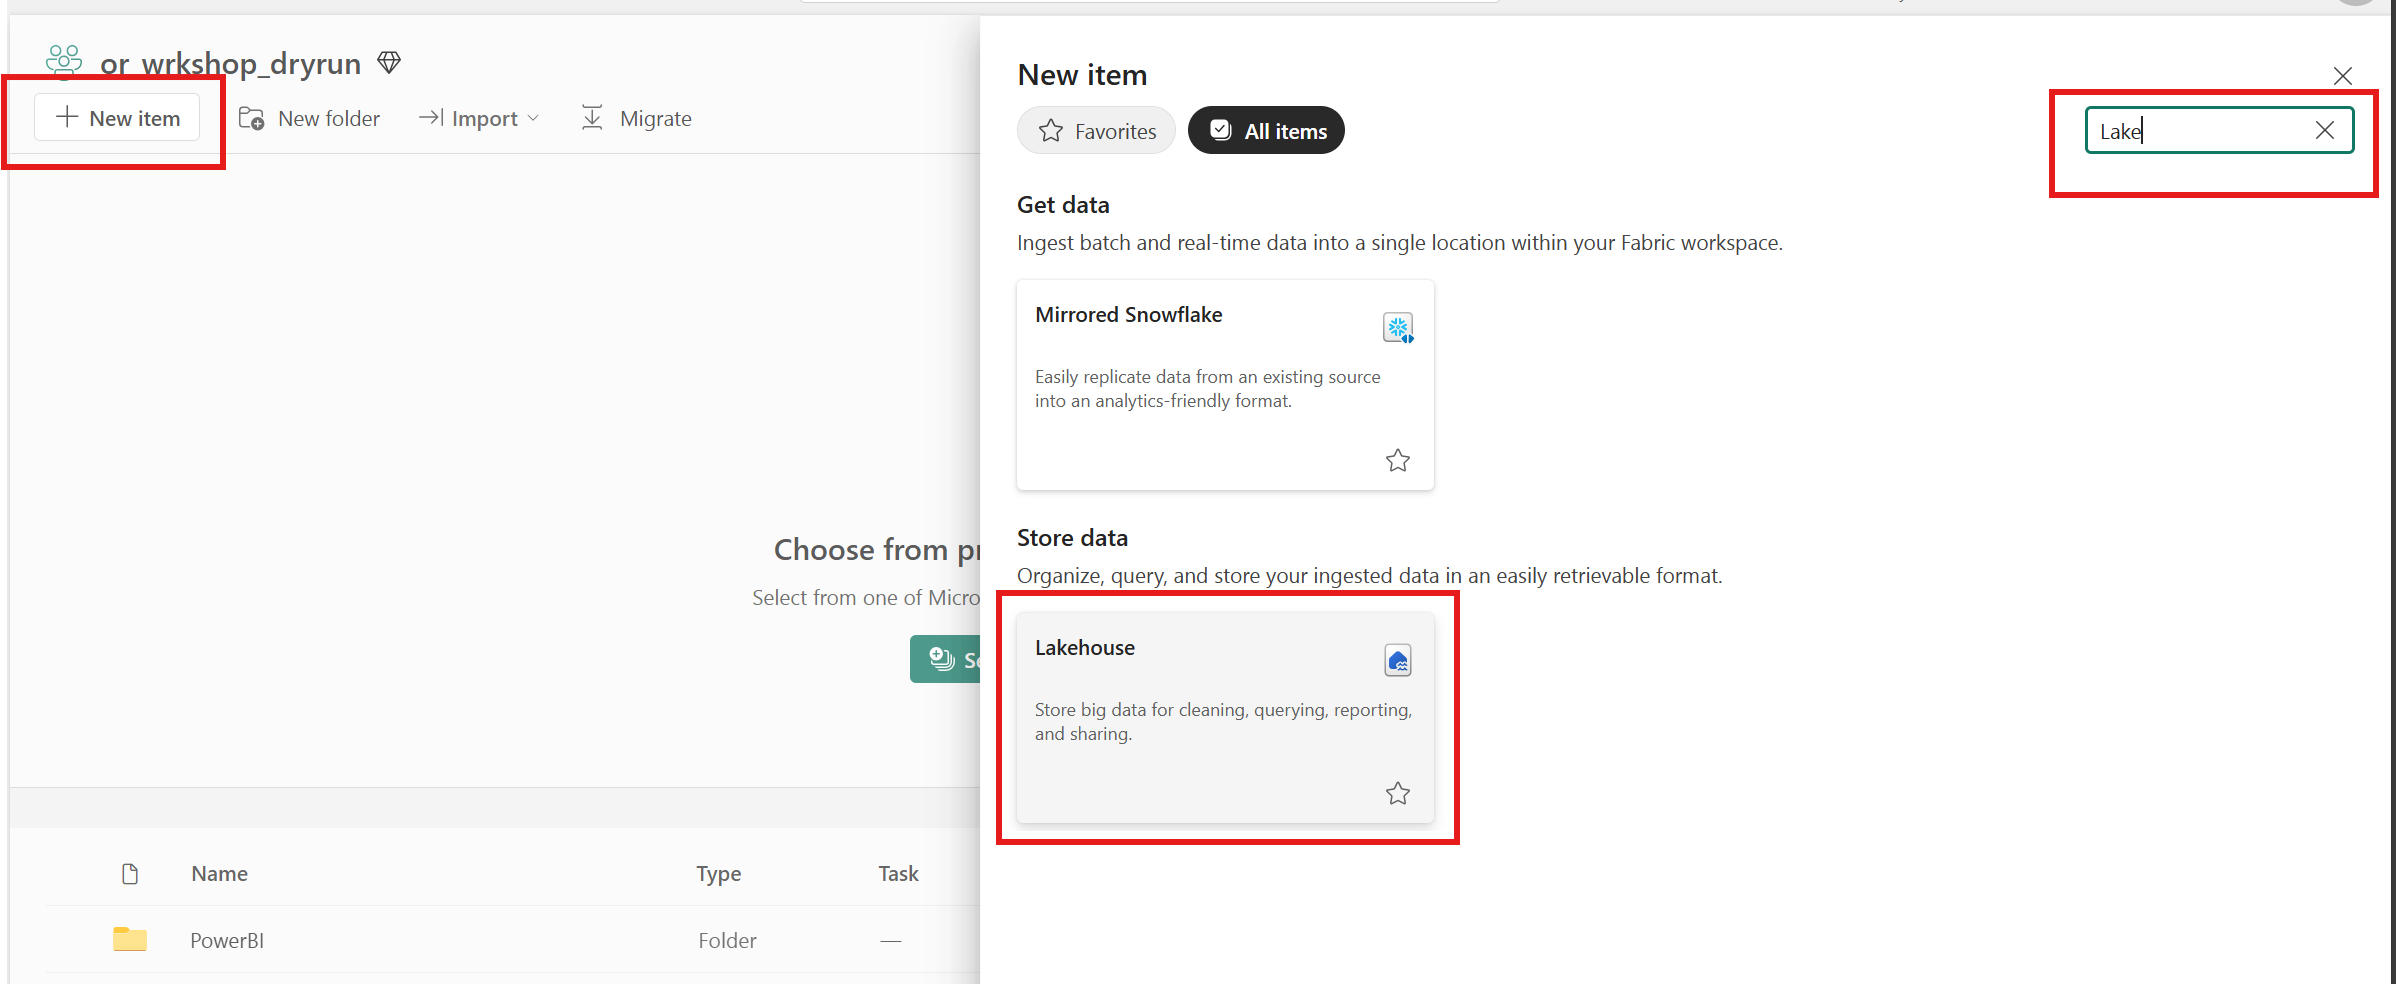 or_wrkshop_dryrun
New item
New folder
Import
Migrate
Choose from
Select from one of
Name
Type
Task
PowerBI
Folder
—
New item
Favorites
All items
Lake
Get data
Ingest batch and real-time data into a single location within your Fabric workspace.
Mirrored Snowflake
Easily replicate data from an existing source
into an analytics-friendly format.
Store data
Organize, query, and store your ingested data in an easily retrievable format.
Lakehouse
Store big data for cleaning, querying, reporting,
and sharing.